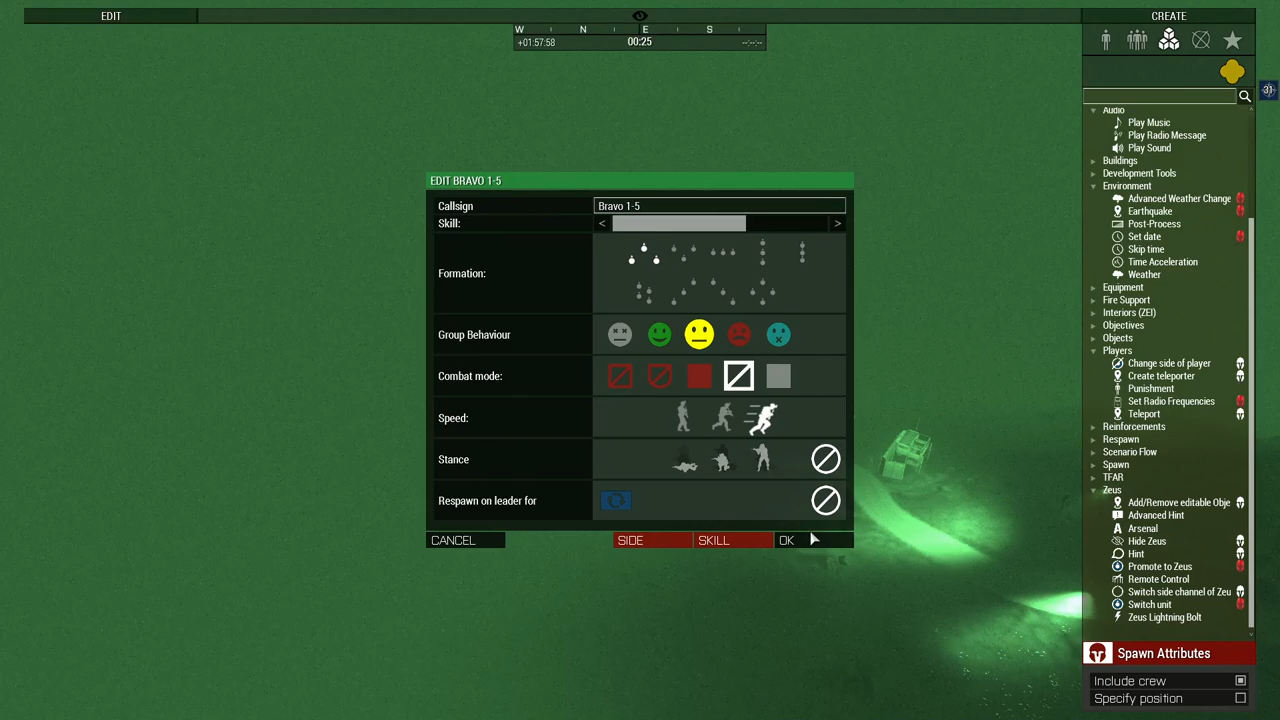 EDIT
CREATE
W N E S
+01:57:58 00:25 --:--:--
31
EDIT BRAVO 1-5
Callsign Bravo 1-5
Skill: < >
Formation:
Group Behaviour
Combat mode:
Speed:
Stance
Respawn on leader for
CANCEL SIDE SKILL OK
Audio
Play Music
Play Radio Message
Play Sound
Buildings
Development Tools
Environment
Advanced Weather Change
Earthquake
Post-Process
Set date
Skip time
Time Acceleration
Weather
Equipment
Fire Support
Interiors (ZEI)
Objectives
Objects
Players
Change side of player
Create teleporter
Punishment
Set Radio Frequencies
Teleport
Reinforcements
Respawn
Scenario Flow
Spawn
TFAR
Zeus
Add/Remove editable Obje
Advanced Hint
Arsenal
Hide Zeus
Hint
Promote to Zeus
Remote Control
Switch side channel of Zeu
Switch unit
Zeus Lightning Bolt
Spawn Attributes
Include crew
Specify position